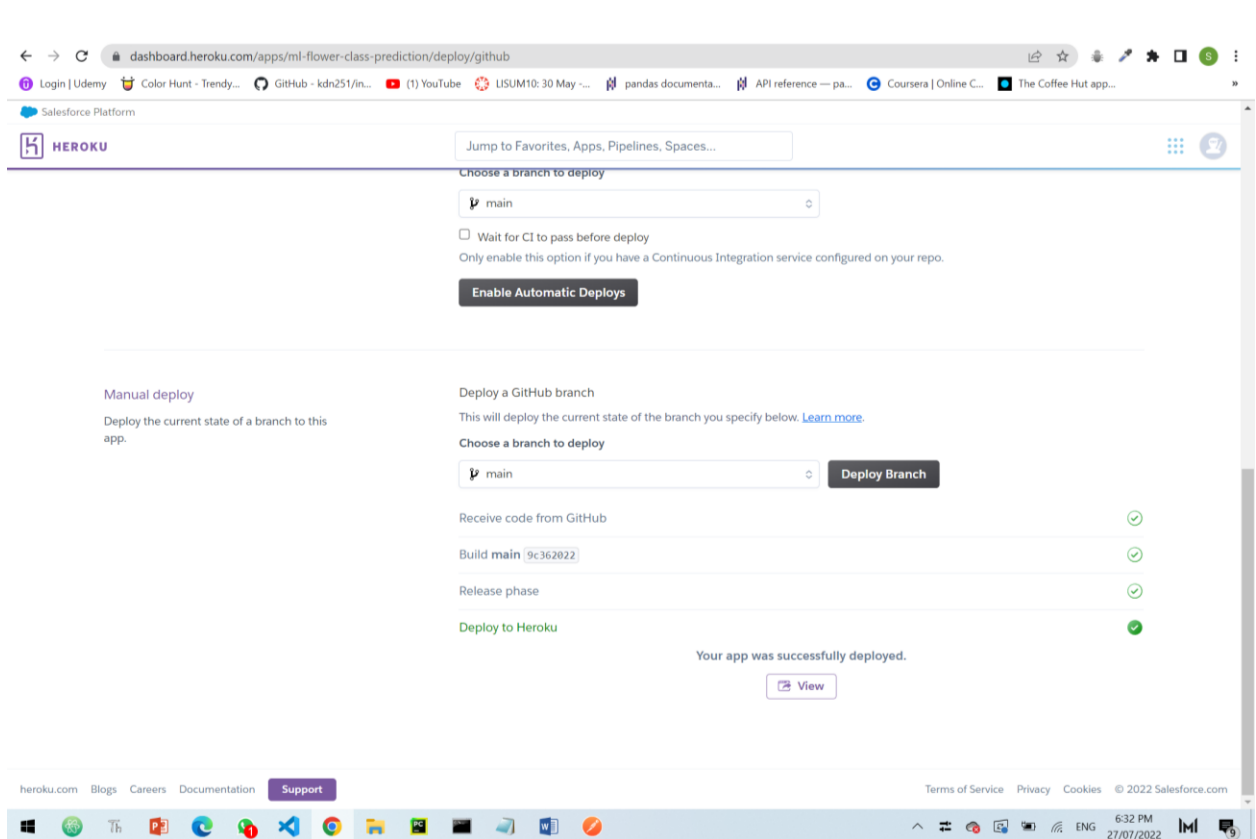 dashboard.heroku.com/apps/ml-flower-class-prediction/deploy/github
S
Login | Udemy Color Hunt - Trendy... GitHub - kdn251/in... (1) YouTube LISUM10: 30 May -... pandas documenta... API reference — pa... Coursera | Online C... The Coffee Hut app... »
Salesforce Platform
HEROKU
Jump to Favorites, Apps, Pipelines, Spaces...
Choose a branch to deploy
main
Wait for CI to pass before deploy
Only enable this option if you have a Continuous Integration service configured on your repo.
Enable Automatic Deploys
Manual deploy
Deploy the current state of a branch to this
app.
Deploy a GitHub branch
This will deploy the current state of the branch you specify below. Learn more.
Choose a branch to deploy
main
Deploy Branch
Receive code from GitHub
Build main 9c362022
Release phase
Deploy to Heroku
Your app was successfully deployed.
View
heroku.com Blogs Careers Documentation Support
Terms of Service Privacy Cookies © 2022 Salesforce.com
ENG
6:32 PM
27/07/2022